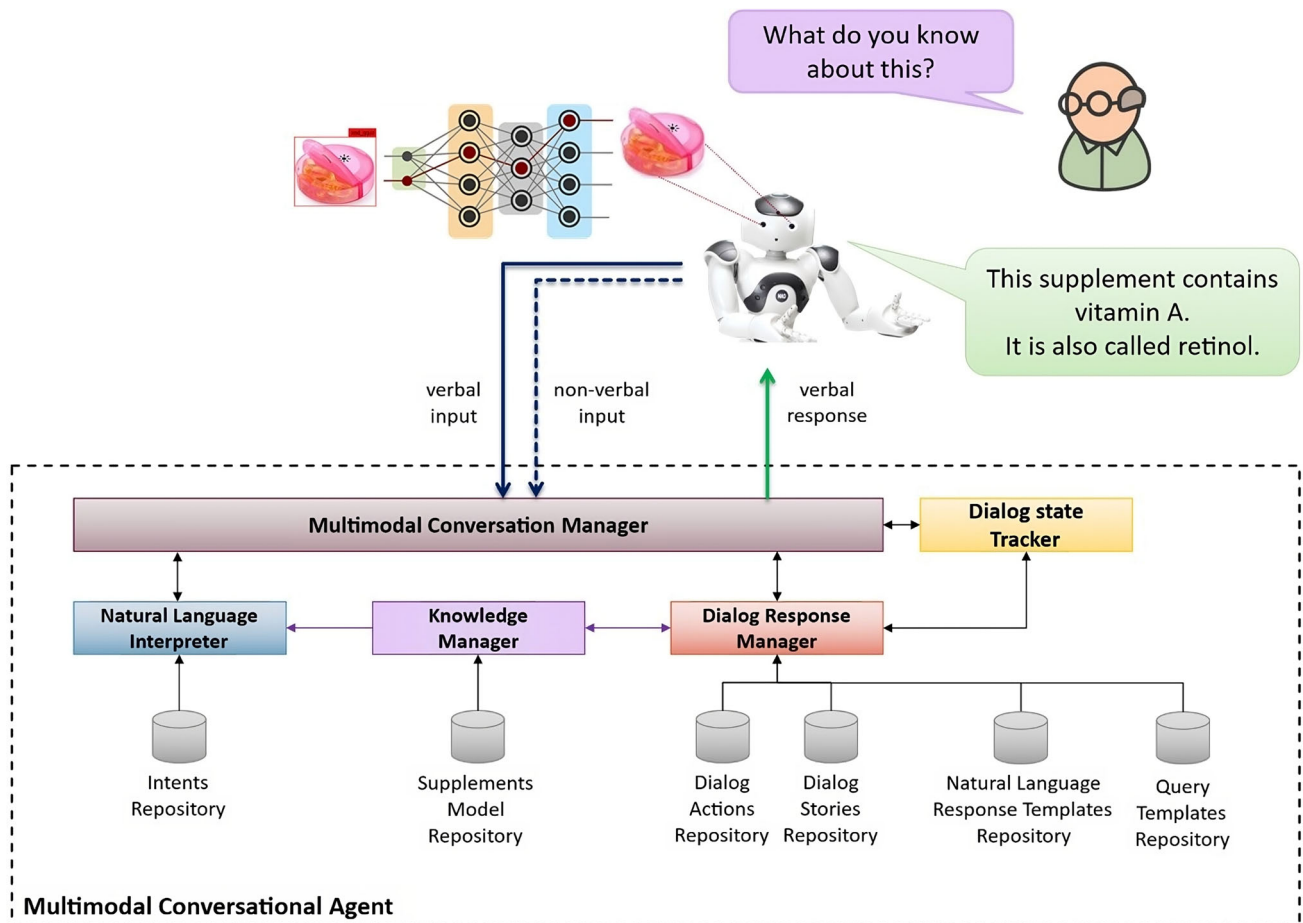 What do you know
about this?
This supplement contains
vitamin A.
It is also called retinol.
verbal
input
non-verbal
input
verbal
response
Multimodal Conversation Manager
Dialog state
Tracker
Natural Language
Interpreter
Knowledge
Manager
Dialog Response
Manager
Intents
Repository
Supplements
Model
Repository
Dialog
Actions
Repository
Dialog
Stories
Repository
Natural Language
Response Templates
Repository
Query
Templates
Repository
Multimodal Conversational Agent